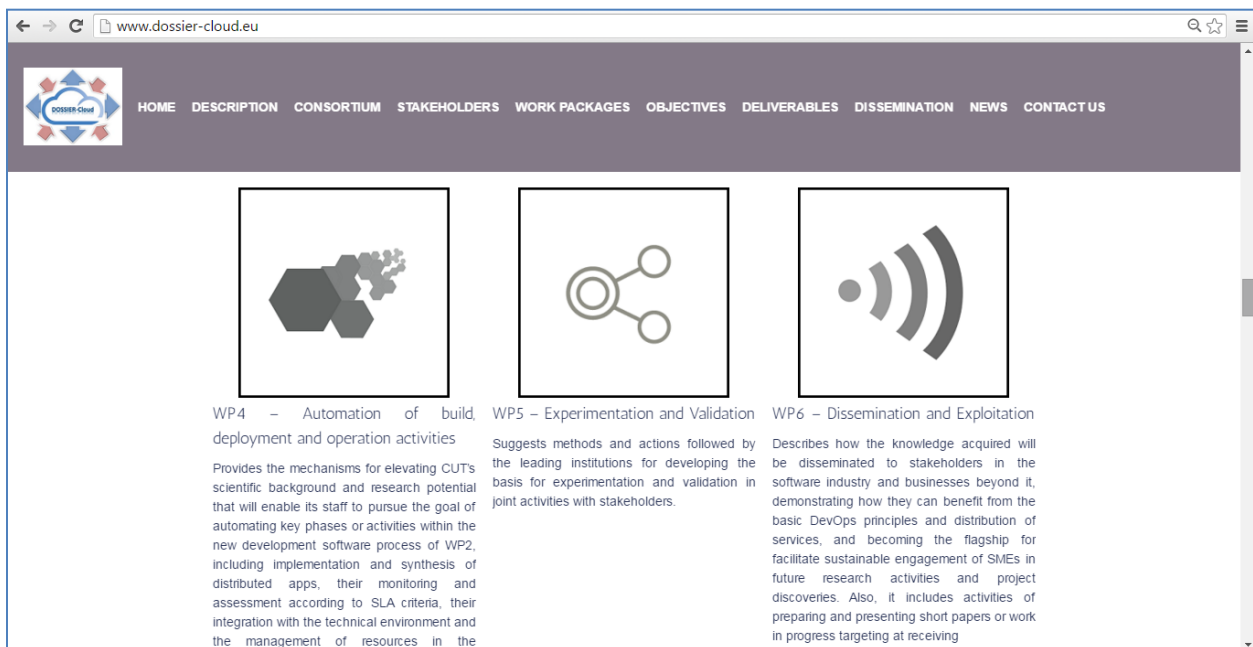 www.dossier-cloud.eu
DOSSIER-Cloud
HOME DESCRIPTION CONSORTIUM STAKEHOLDERS WORK PACKAGES OBJECTIVES DELIVERABLES DISSEMINATION NEWS CONTACT US
WP4 – Automation of build,
deployment and operation activities
Provides the mechanisms for elevating CUT's
scientific background and research potential
that will enable its staff to pursue the goal of
automating key phases or activities within the
new development software process of WP2,
including implementation and synthesis of
distributed apps, their monitoring and
assessment according to SLA criteria, their
integration with the technical environment and
the management of resources in the
WP5 – Experimentation and Validation
Suggests methods and actions followed by
the leading institutions for developing the
basis for experimentation and validation in
joint activities with stakeholders.
WP6 – Dissemination and Exploitation
Describes how the knowledge acquired will
be disseminated to stakeholders in the
software industry and businesses beyond it,
demonstrating how they can benefit from the
basic DevOps principles and distribution of
services, and becoming the flagship for
facilitate sustainable engagement of SMEs in
future research activities and project
discoveries. Also, it includes activities of
preparing and presenting short papers or work
in progress targeting at receiving